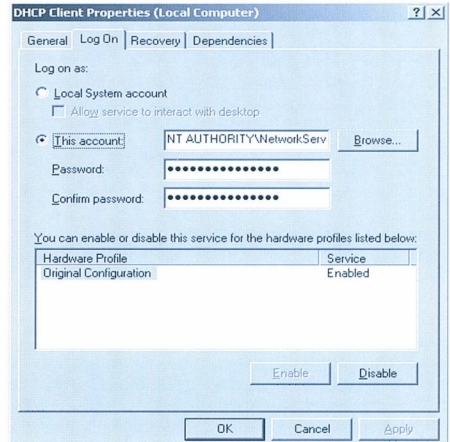 DHCP Client Properties (Local Computer)
General Log On Recovery Dependencies
Log on as:
Local System account
Allow service to interact with desktop
This account: NT AUTHORITY\NetworkServ Browse...
Password: •••••••••••••••
Confirm password: •••••••••••••••
You can enable or disable this service for the hardware profiles listed below:
Hardware Profile Service
Original Configuration Enabled
Enable Disable
OK Cancel Apply